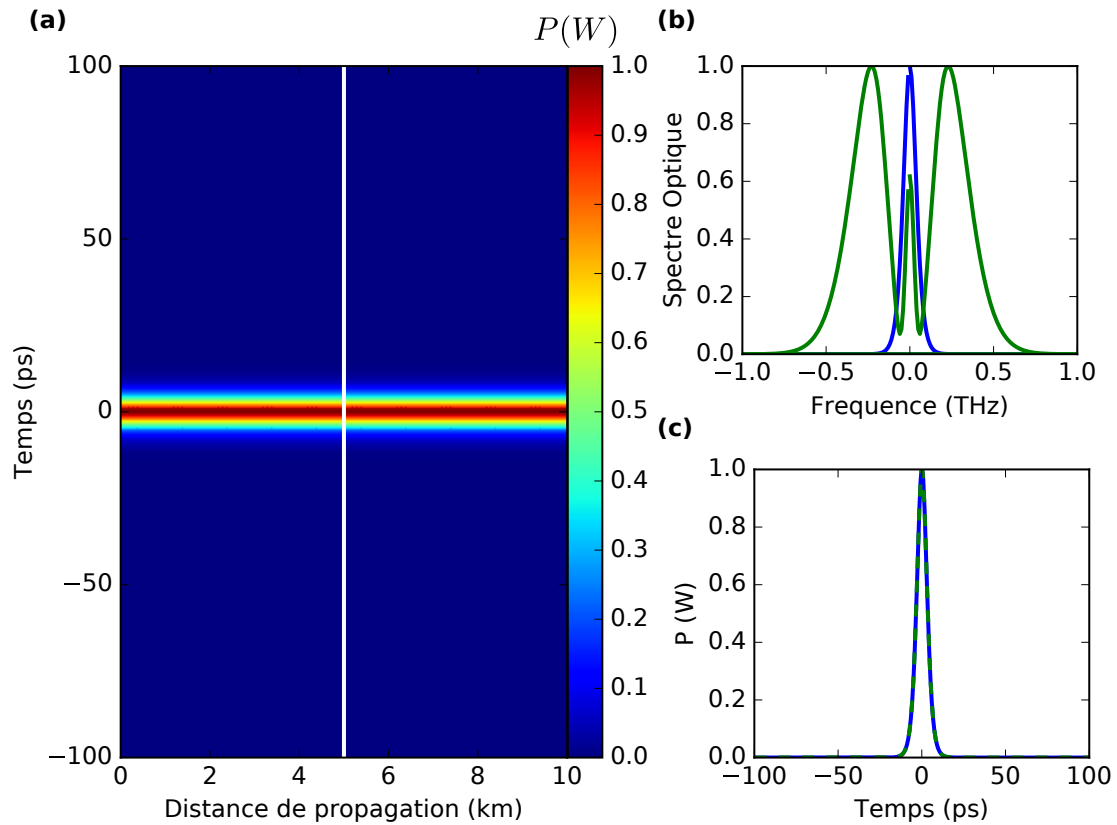 (a)
P(W)
100
50
0
−50
−100
Temps (ps)
0 2 4 6 8 10
Distance de propagation (km)
1.0
0.9
0.8
0.7
0.6
0.5
0.4
0.3
0.2
0.1
0.0
(b)
1.0
0.8
0.6
0.4
0.2
0.0
Spectre Optique
−1.0 −0.5 0.0 0.5 1.0
Frequence (THz)
(c)
1.0
0.8
0.6
0.4
0.2
0.0
P (W)
−100 −50 0 50 100
Temps (ps)